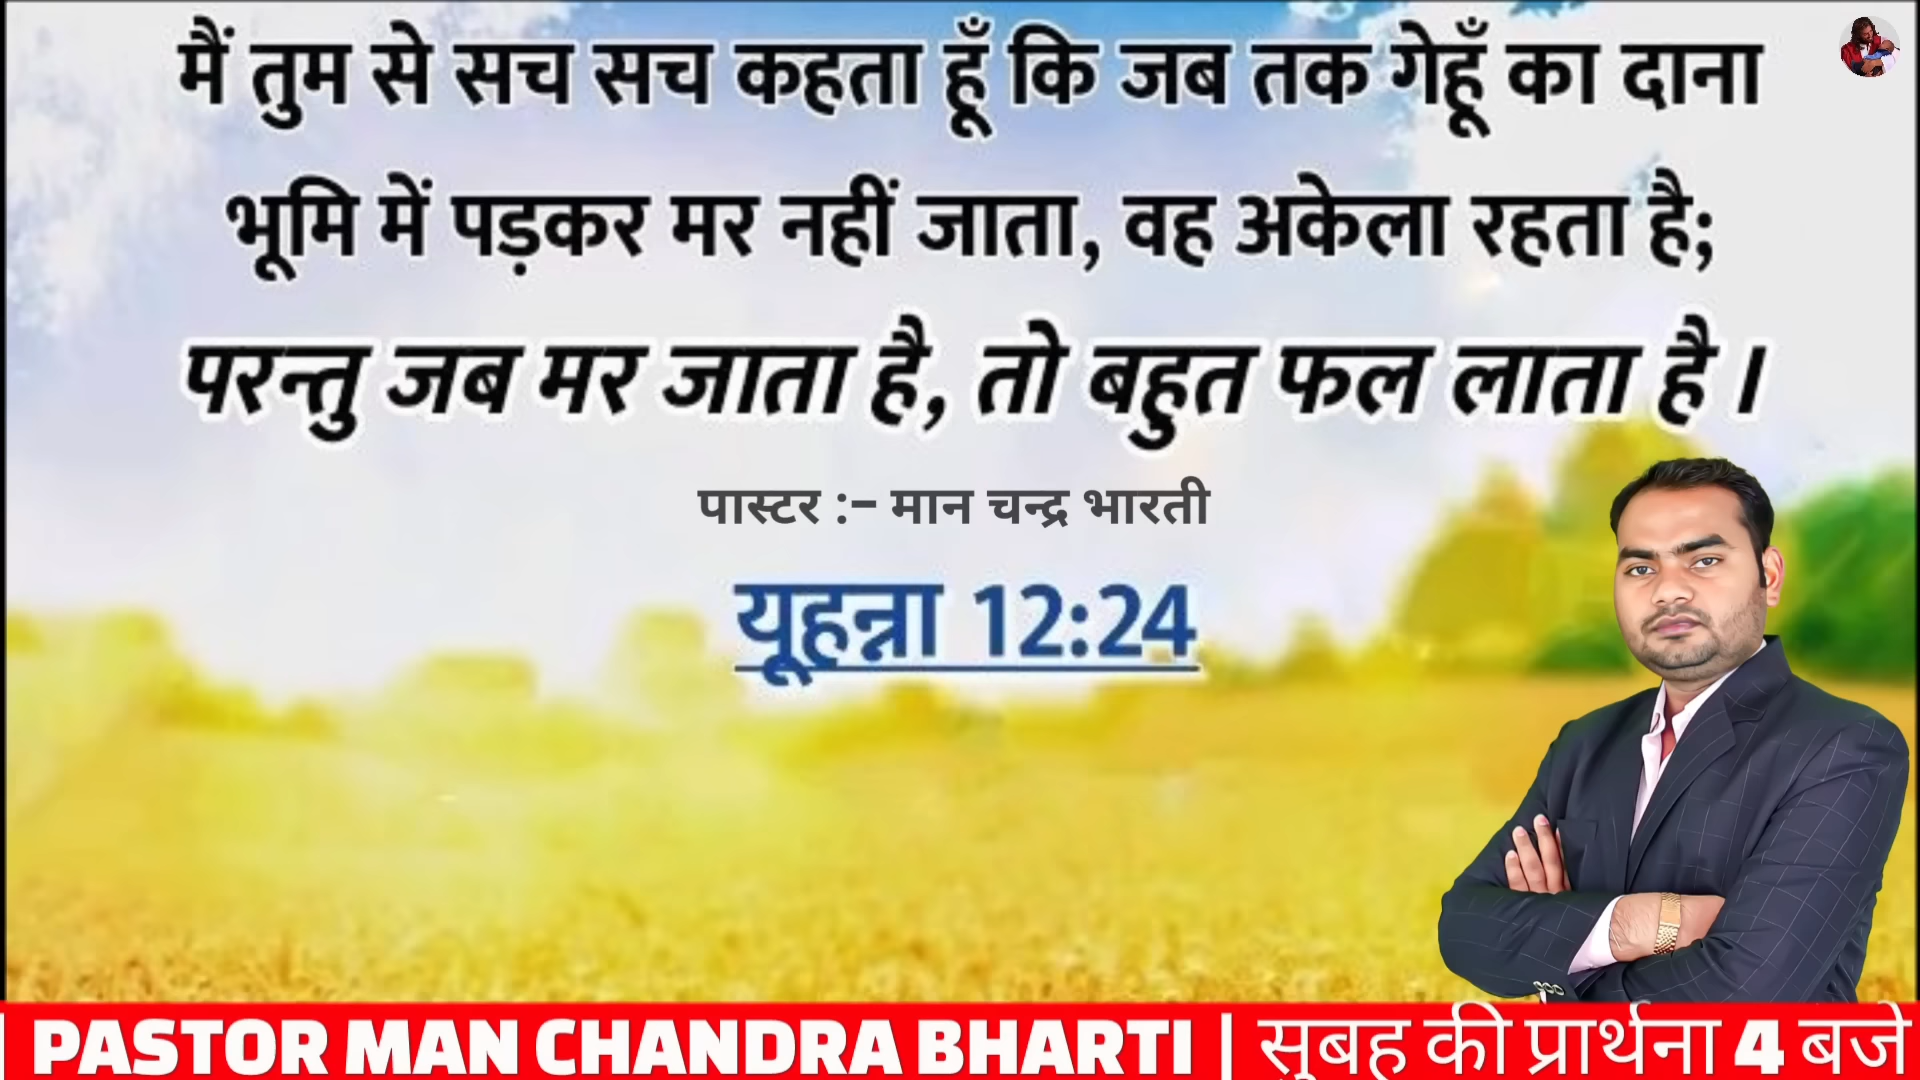 मैं तुम से सच सच कहता हूँ कि जब तक गेहूँ का दाना
भूमि में पड़कर मर नहीं जाता, वह अकेला रहता है;
परन्तु जब मर जाता है, तो बहुत फल लाता है।
पास्टर :- मान चन्द्र भारती
यूहन्ना 12:24
| PASTOR MAN CHANDRA BHARTI | सुबह की प्रार्थना 4 बजे